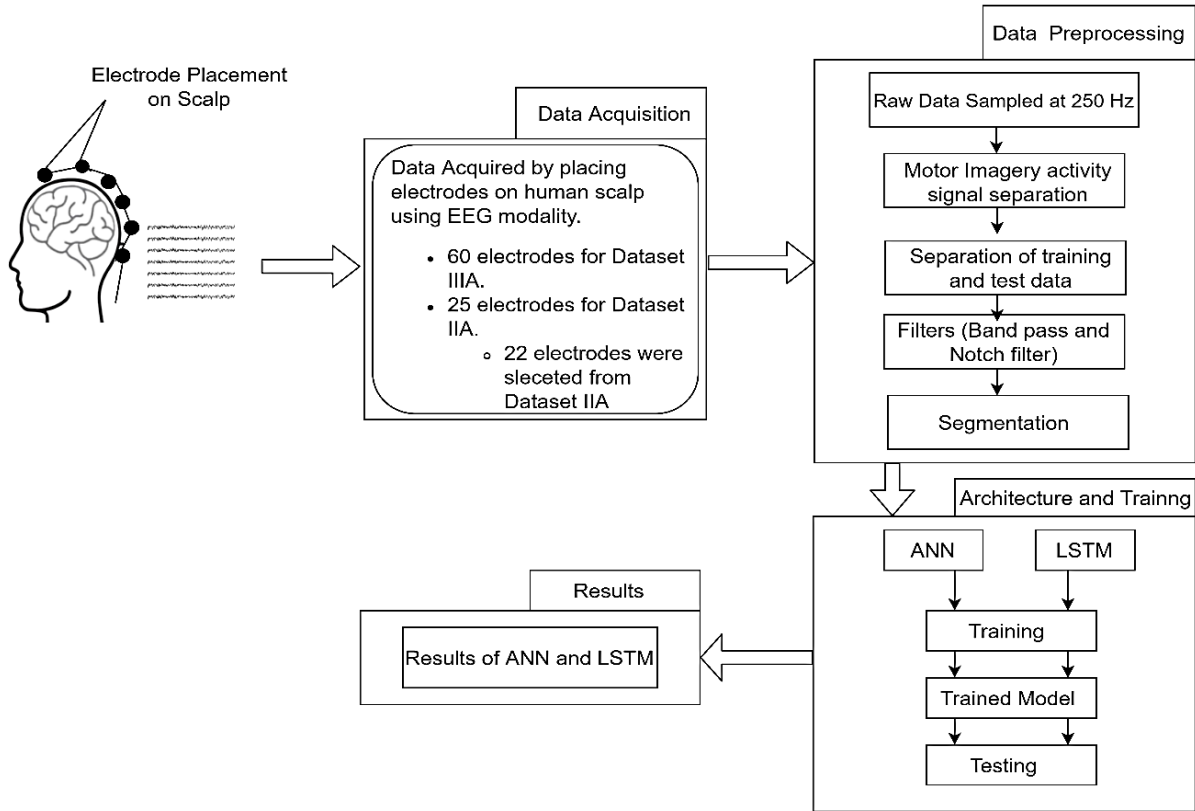 Electrode Placement
on Scalp
Data Acquisition
Data Acquired by placing
electrodes on human scalp
using EEG modality.
• 60 electrodes for Dataset
IIIA.
• 25 electrodes for Dataset
IIA.
o 22 electrodes were
sleceted from
Dataset IIA
Data Preprocessing
Raw Data Sampled at 250 Hz
Motor Imagery activity
signal separation
Separation of training
and test data
Filters (Band pass and
Notch filter)
Segmentation
Architecture and Trainng
ANN
LSTM
Training
Trained Model
Testing
Results
Results of ANN and LSTM